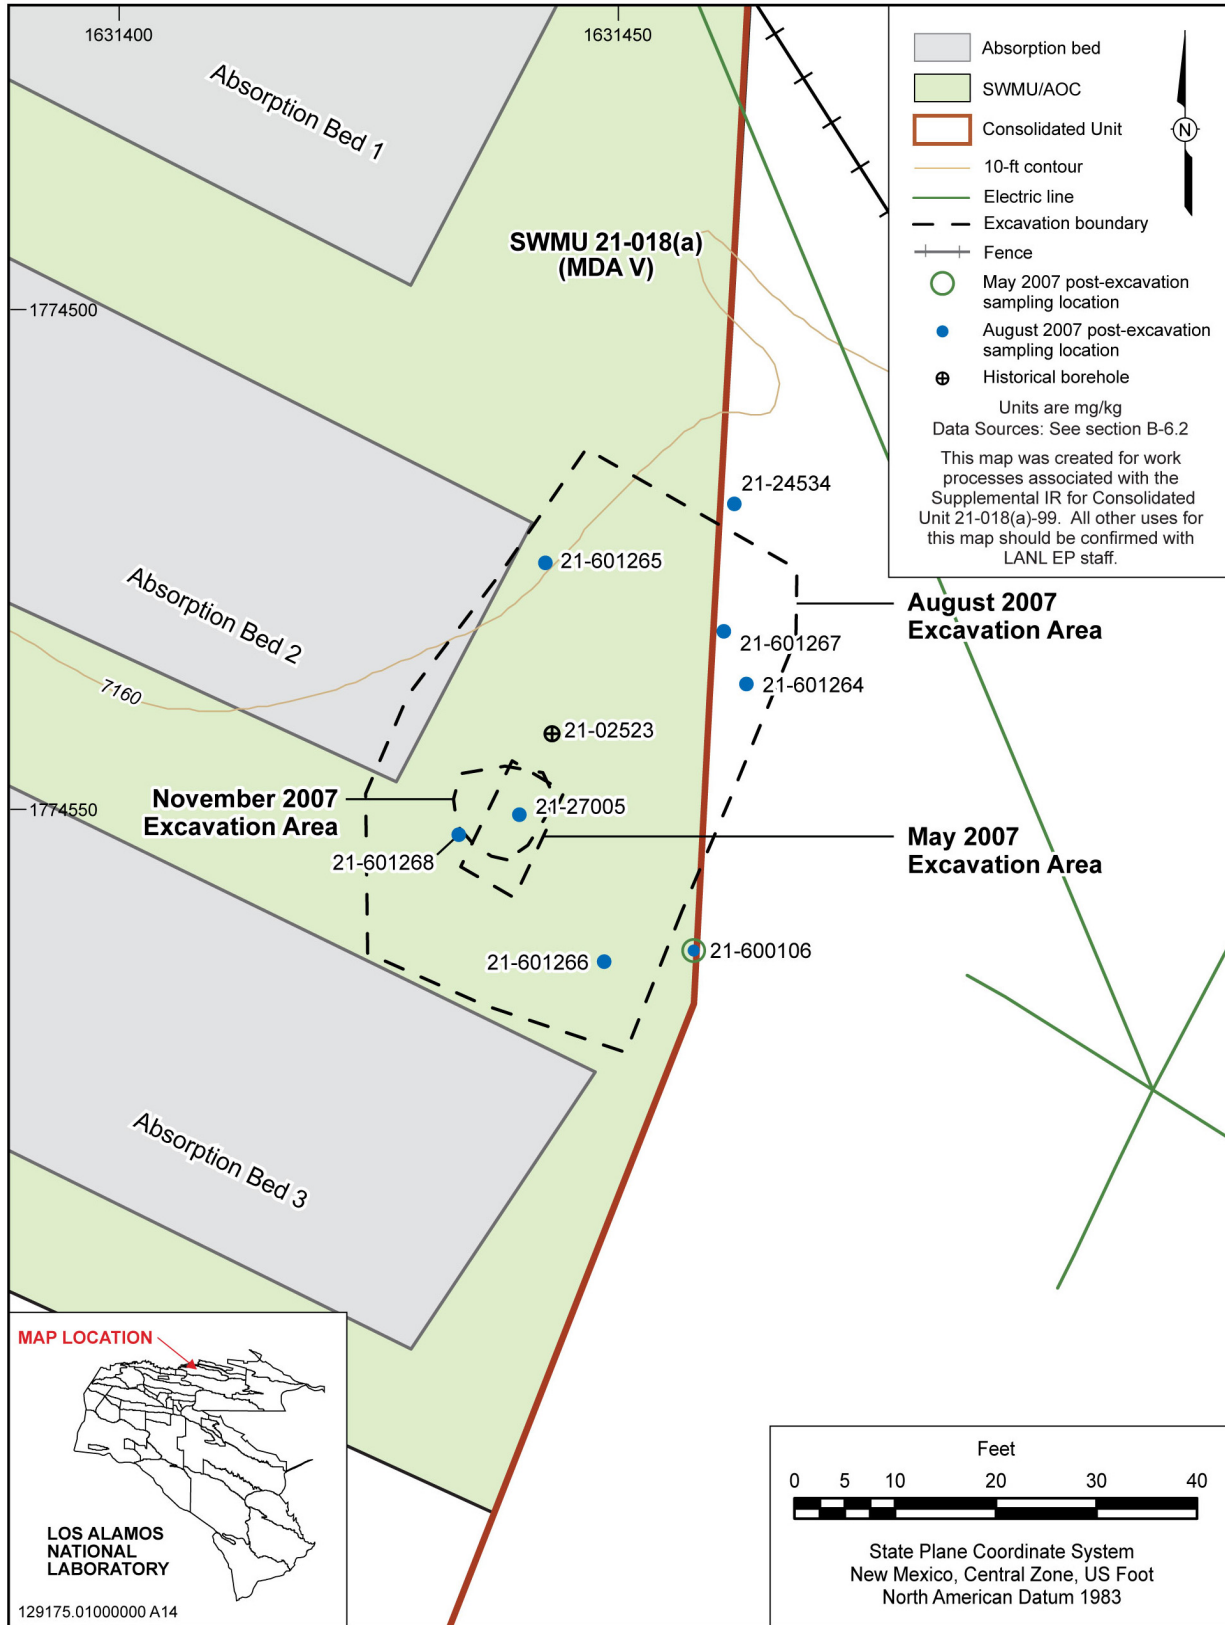 1631400
1631450
Absorption Bed 1
SWMU 21-018(a)
(MDA V)
1774500
Absorption bed
SWMU/AOC
Consolidated Unit
10-ft contour
Electric line
Excavation boundary
Fence
May 2007 post-excavation
sampling location
August 2007 post-excavation
sampling location
Historical borehole
Units are mg/kg
Data Sources: See section B-6.2
This map was created for work
processes associated with the
Supplemental IR for Consolidated
Unit 21-018(a)-99. All other uses for
this map should be confirmed with
LANL EP staff.
N
21-24534
21-601265
Absorption Bed 2
August 2007
Excavation Area
21-601267
21-601264
7160
21-02523
November 2007
Excavation Area
1774550
21-27005
21-601268
May 2007
Excavation Area
21-601266
21-600106
Absorption Bed 3
MAP LOCATION
LOS ALAMOS
NATIONAL
LABORATORY
129175.01000000 A14
Feet
0 5 10 20 30 40
State Plane Coordinate System
New Mexico, Central Zone, US Foot
North American Datum 1983